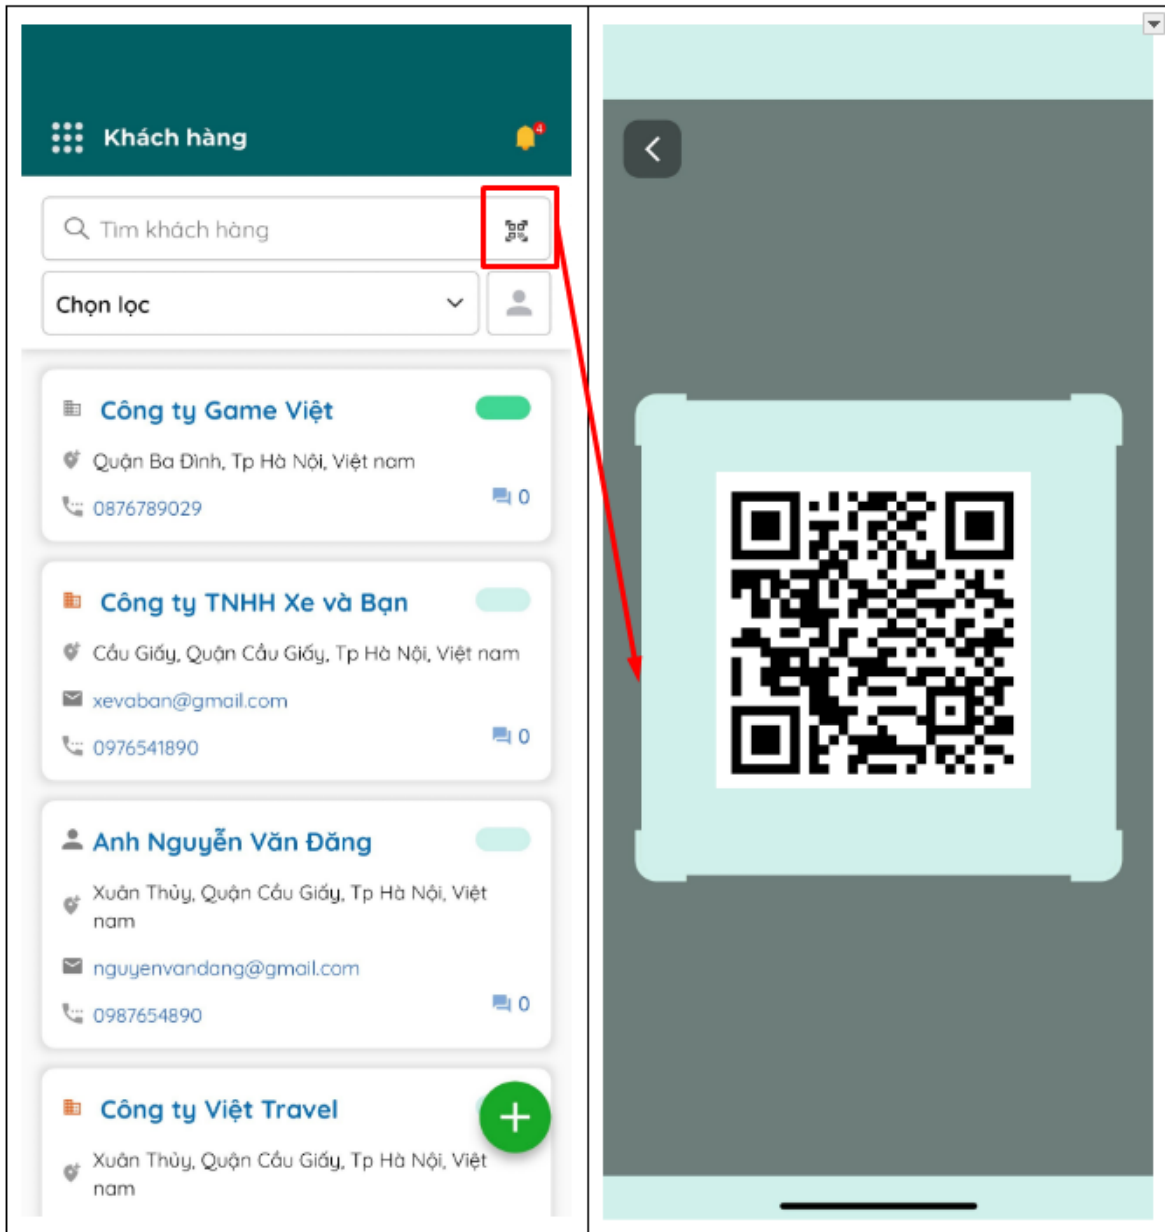 Khách hàng
4
Tìm khách hàng
Chọn lọc
Công ty Game Việt
Quận Ba Đình, Tp Hà Nội, Việt nam
0876789029
0
Công ty TNHH Xe và Bạn
Cầu Giấy, Quận Cầu Giấy, Tp Hà Nội, Việt nam
xevaban@gmail.com
0976541890
0
Anh Nguyễn Văn Đăng
Xuân Thủy, Quận Cầu Giấy, Tp Hà Nội, Việt
nam
nguyenvandang@gmail.com
0987654890
0
Công ty Việt Travel
Xuân Thủy, Quận Cầu Giấy, Tp Hà Nội, Việt
nam